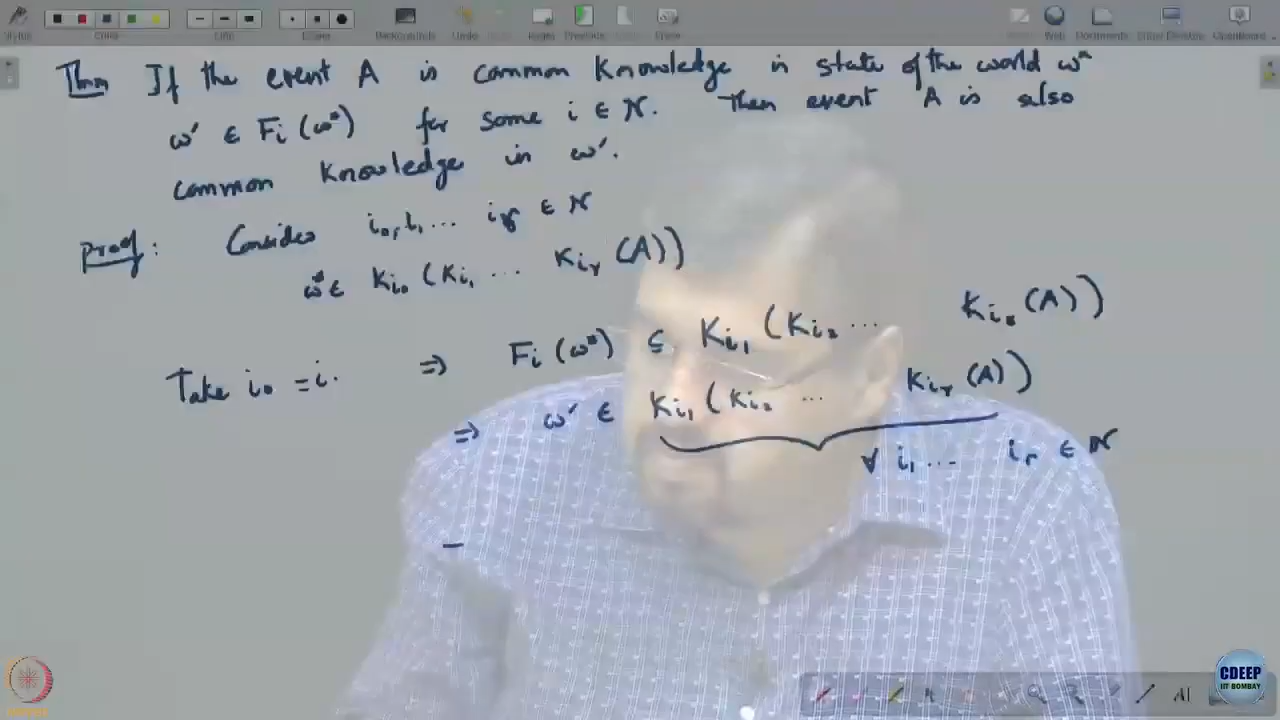 Thm If the event A is common knowledge in state of the world ω*
ω' ∈ Fi (ω*) for some i ∈ N. Then event A is also
common knowledge in ω'.
Proof: Consider i₀, i₁ ... iᵣ ∈ N
ω* ∈ Ki₀ (Ki₁ ... Kiᵣ (A))
Take i₀ = i. ⇒ Fi (ω*) ⊆ Ki₁ (Ki₂ ... Kiᵣ (A))
⇒ ω' ∈ Ki₁ (Ki₂ ... Kiᵣ (A))
∀ i₁ ... iᵣ ∈ N
CDEEP
IIT BOMBAY